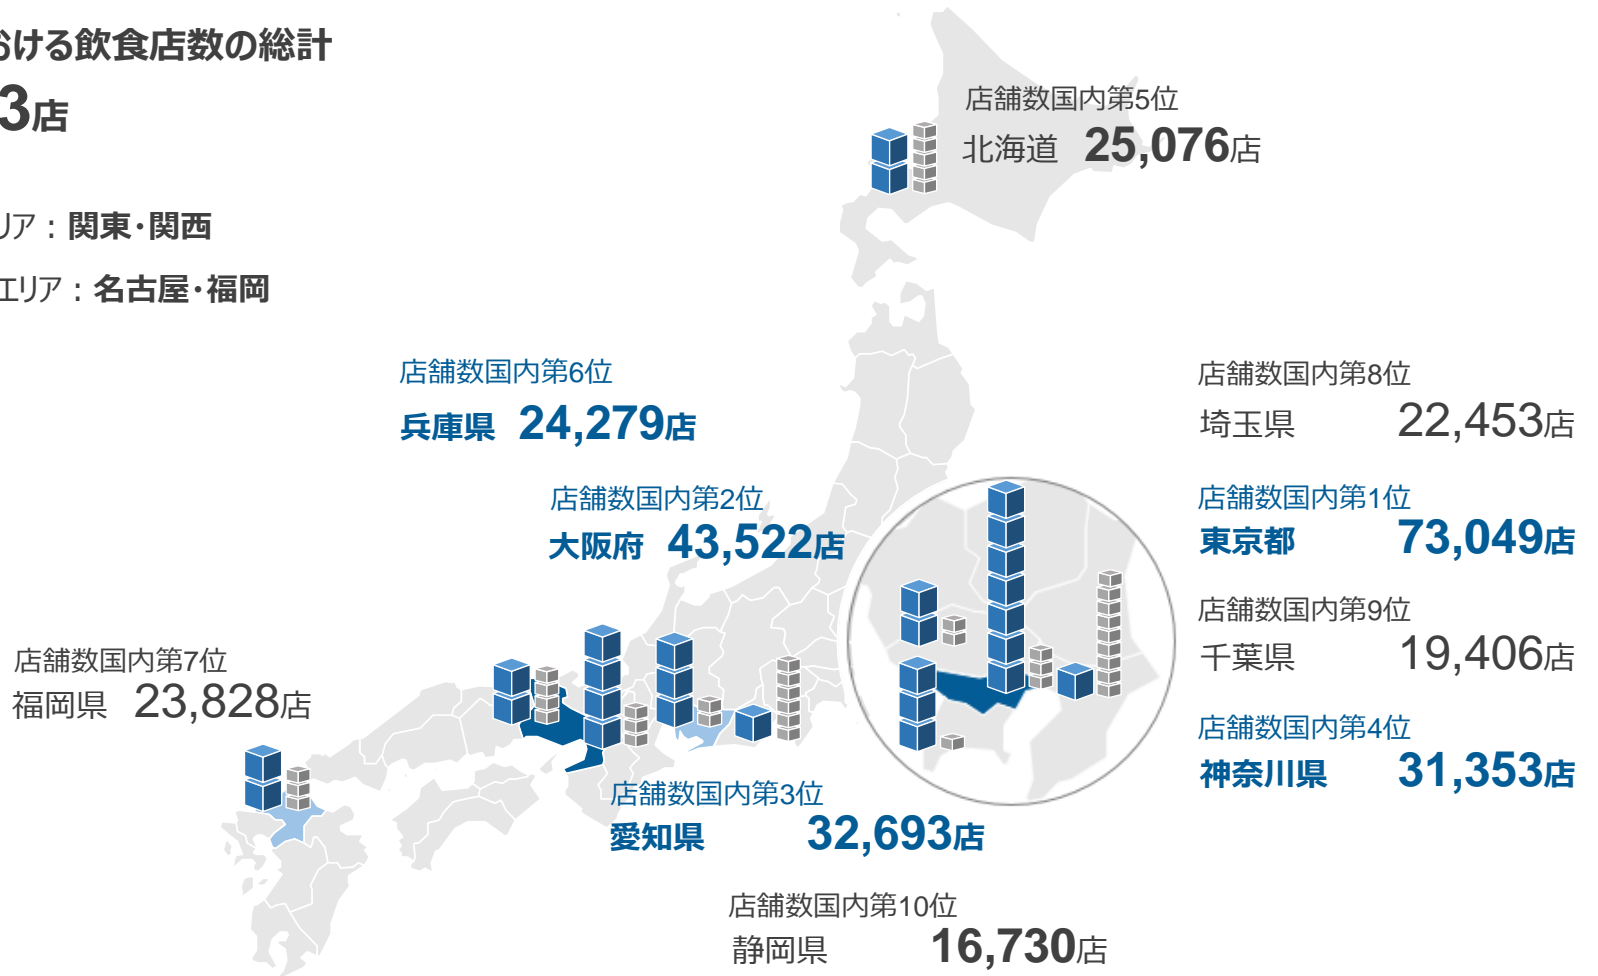 ける飲食店数の総計
3店
リア：関東・関西
エリア：名古屋・福岡
店舗数国内第5位
北海道 25,076店
店舗数国内第6位
兵庫県 24,279店
店舗数国内第2位
大阪府 43,522店
店舗数国内第7位
福岡県 23,828店
店舗数国内第3位
愛知県 32,693店
店舗数国内第10位
静岡県 16,730店
店舗数国内第8位
埼玉県 22,453店
店舗数国内第1位
東京都 73,049店
店舗数国内第9位
千葉県 19,406店
店舗数国内第4位
神奈川県 31,353店